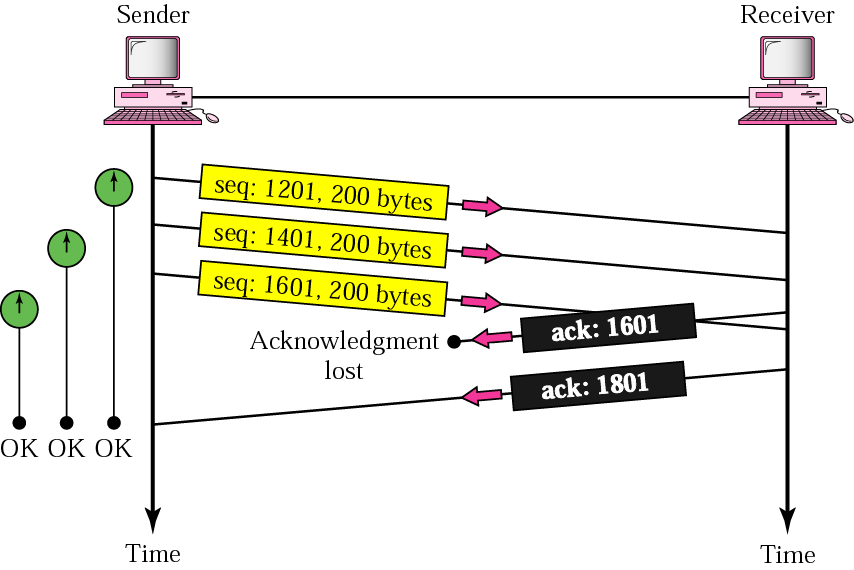 Sender
Receiver
seq: 1201, 200 bytes
seq: 1401, 200 bytes
seq: 1601, 200 bytes
ack: 1601
Acknowledgment
lost
ack: 1801
OK OK OK
Time
Time